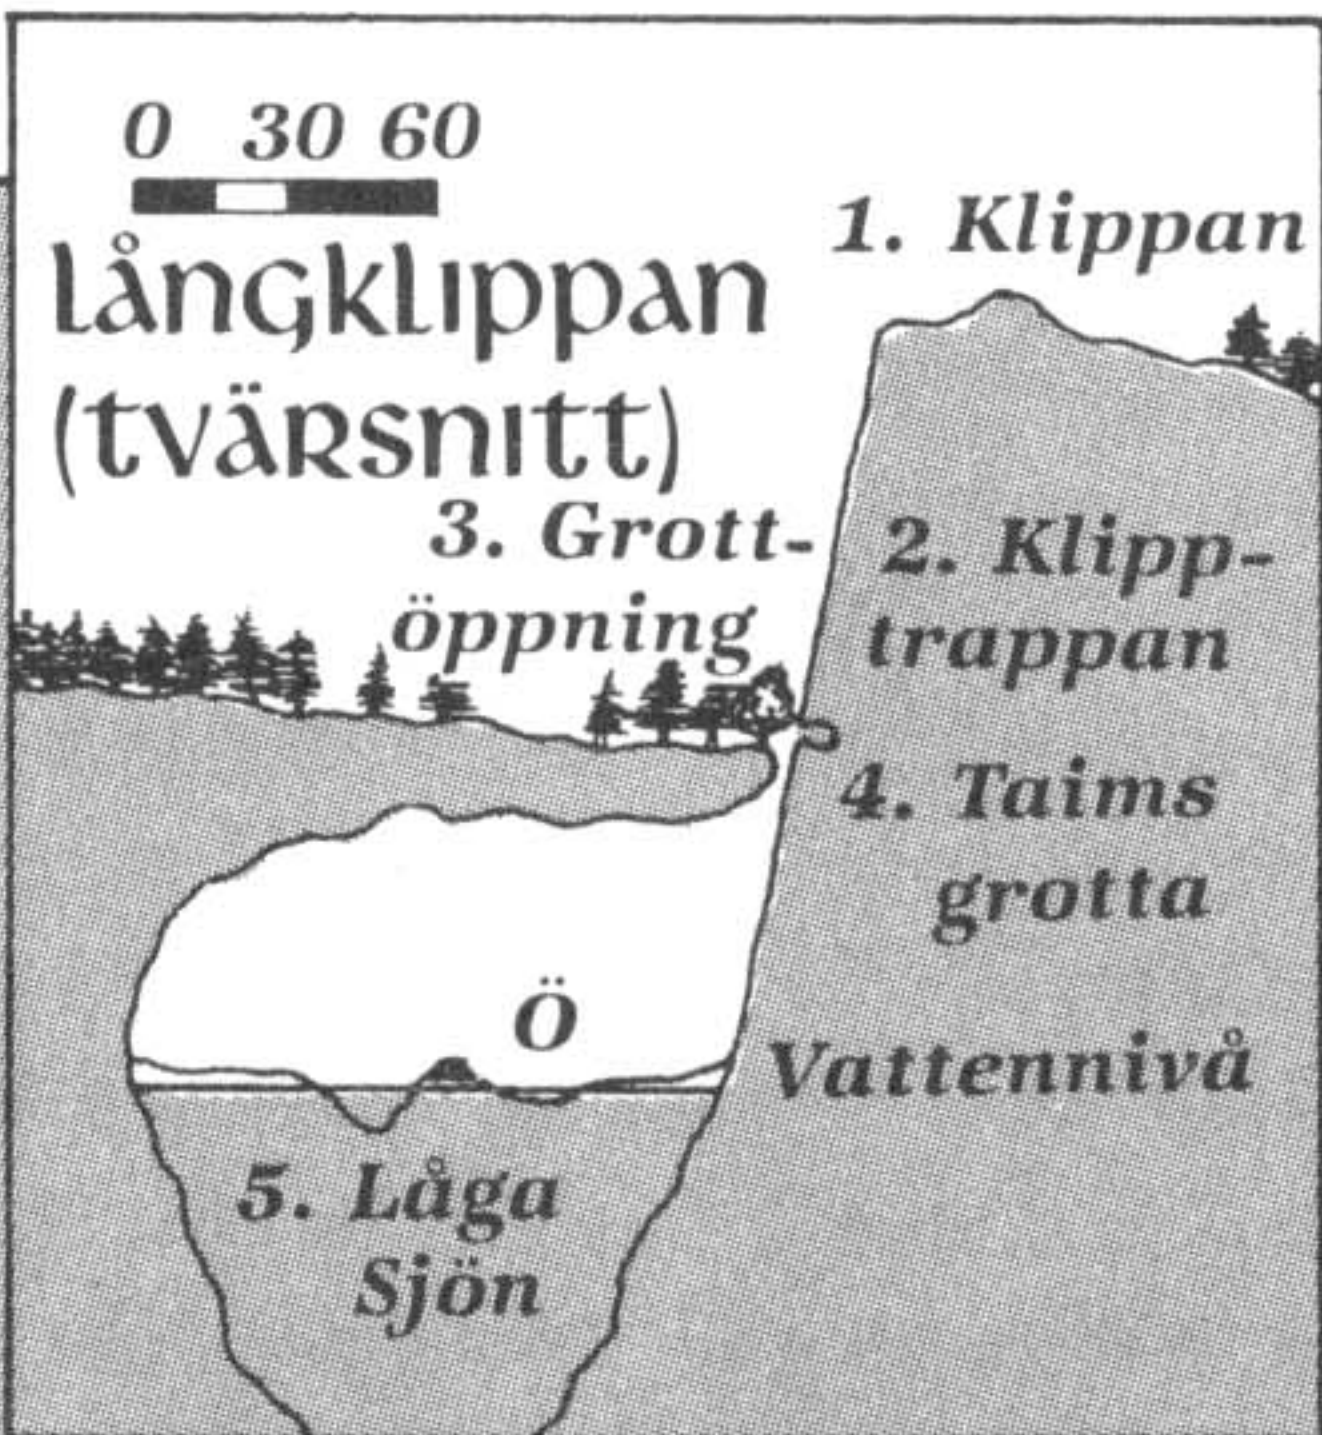 0 30 60
Långklippan
(tvärsnitt)
1. Klippan
3. Grott-
öppning
2. Klipp-
trappan
4. Taims
grotta
Ö
Vattennivå
5. Låga
Sjön